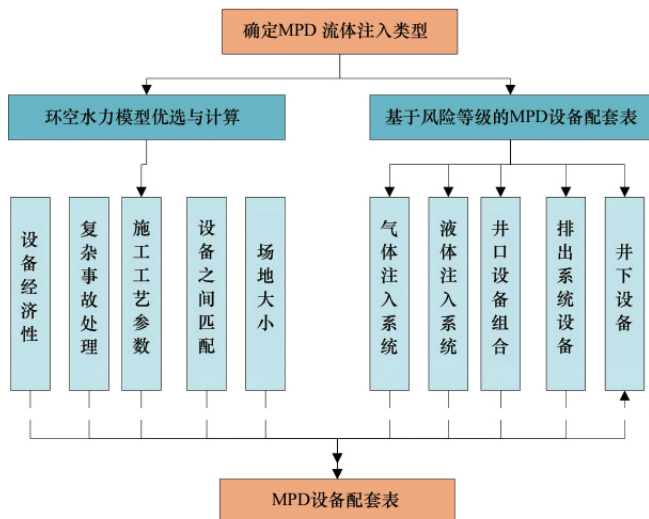 确定MPD 流体注入类型
环空水力模型优选与计算
基于风险等级的MPD设备配套表
设备经济性
复杂事故处理
施工工艺参数
设备之间匹配
场地大小
气体注入系统
液体注入系统
井口设备组合
排出系统设备
井下设备
MPD设备配套表